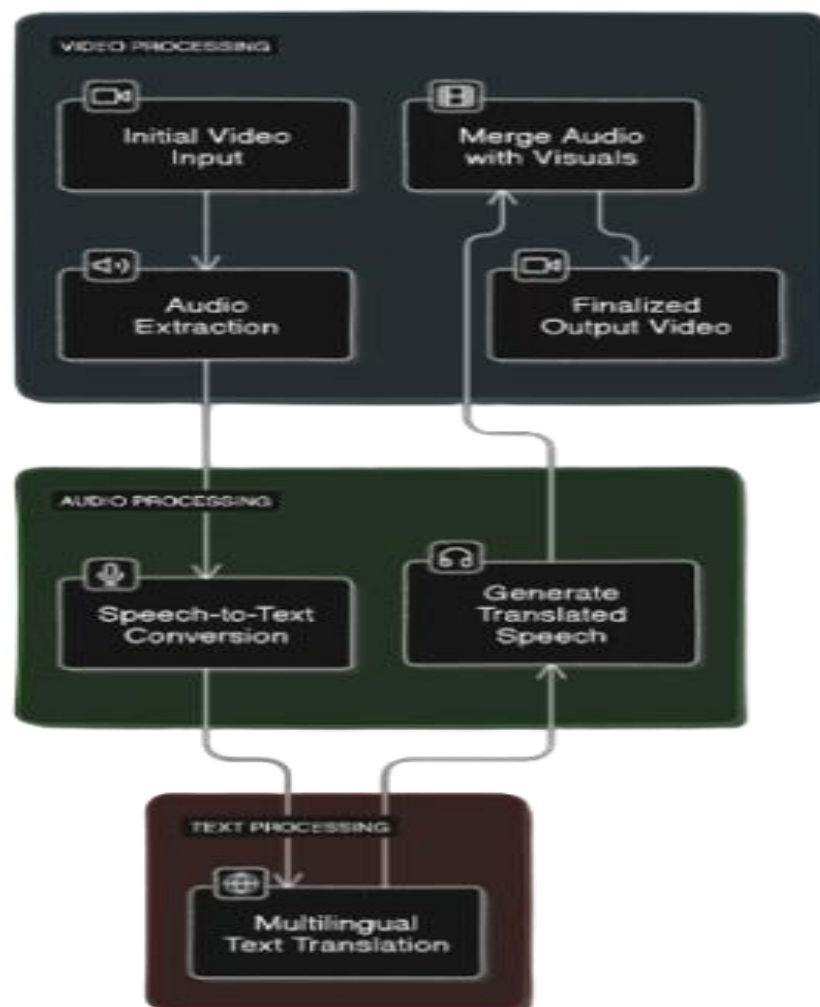 VIDEO PROCESSING
Initial Video
Input
Merge Audio
with Visuals
Audio
Extraction
Finalized
Output Video
AUDIO PROCESSING
Speech-to-Text
Conversion
Generate
Translated
Speech
TEXT PROCESSING
Multilingual
Text Translation